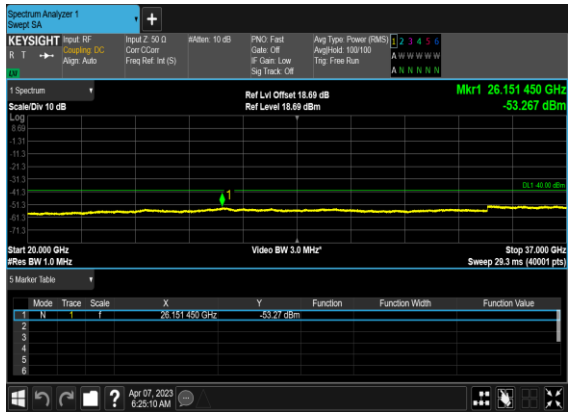 Spectrum Analyzer 1
Swept SA
+
KEYSIGHT Input: RF Input Z: 50 Ω #Atten: 10 dB PNO: Fast Avg Type: Power (RMS) 1 2 3 4 5 6
R T Coupling: DC Corr CCorr Gate: Off Avg|Hold: 100/100 A W W W W W
Align: Auto Freq Ref: Int (S) IF Gain: Low Trig: Free Run
Sig Track: Off A N N N N N
1 Spectrum Mkr1 26.151 450 GHz
Ref Lvl Offset 18.69 dB
Scale/Div 10 dB Ref Level 18.69 dBm -53.267 dBm
Log
8.69
-1.31
-11.3
-21.3
-31.3
DL1 -40.00 dBm
-41.3
1
-51.3
-61.3
-71.3
Start 20.000 GHz Video BW 3.0 MHz* Stop 37.000 GHz
#Res BW 1.0 MHz Sweep 29.3 ms (40001 pts)
5 Marker Table
Mode Trace Scale X Y Function Function Width Function Value
1 N 1 f 26.151 450 GHz -53.27 dBm
2
3
4
5
6
? Apr 07, 2023
6:25:10 AM